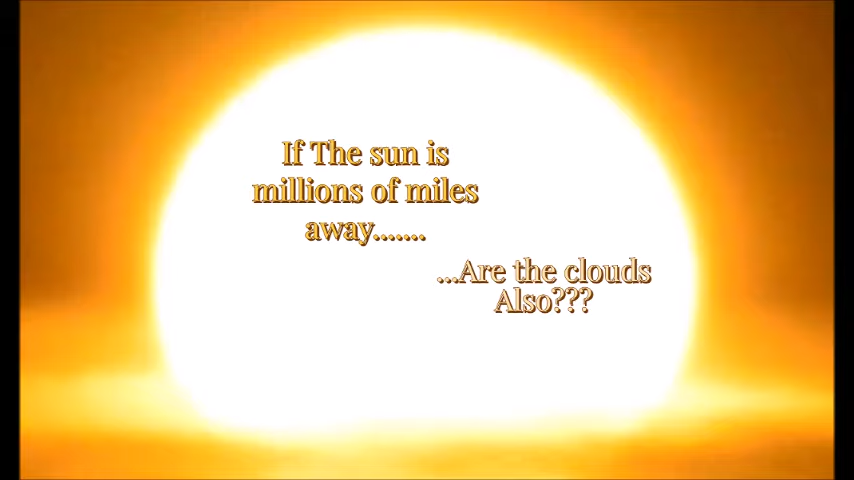 If The sun is
millions of miles
away.......
...Are the clouds
Also???